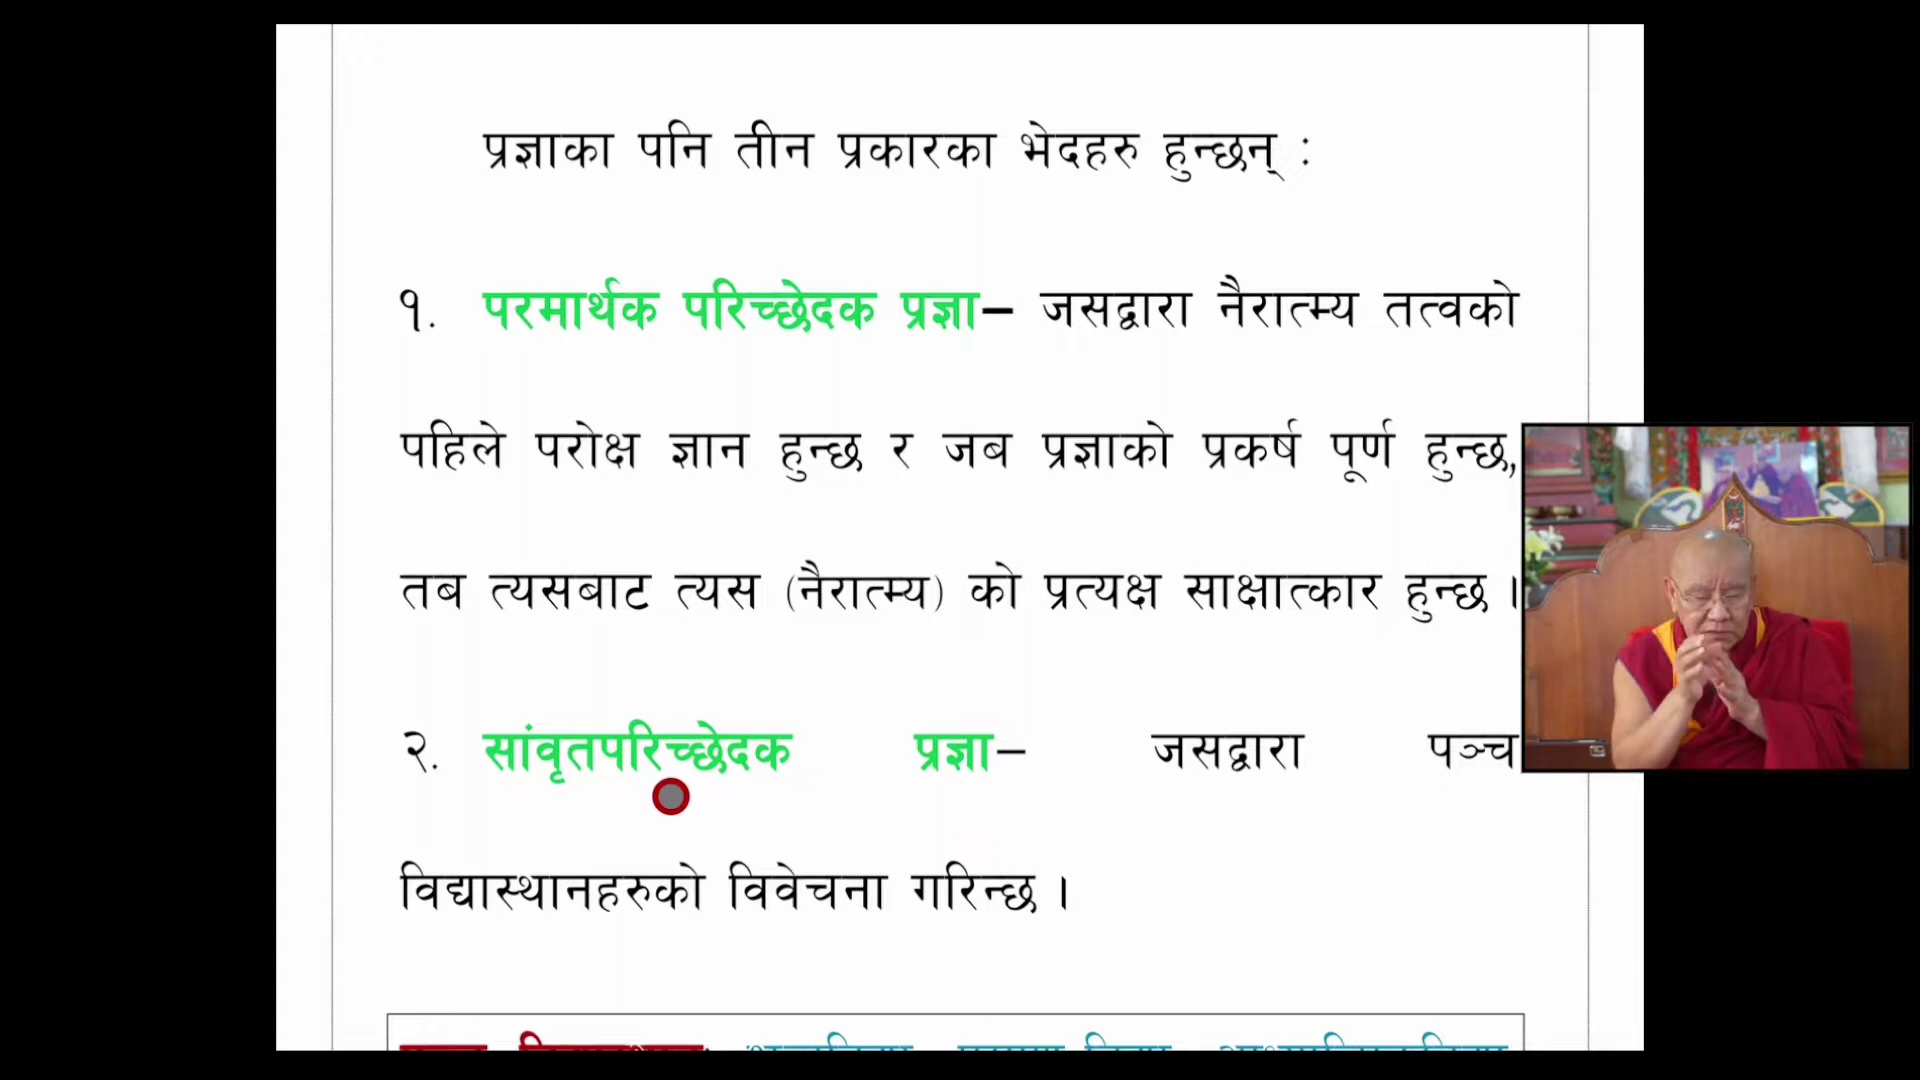 प्रज्ञाका पनि तीन प्रकारका भेदहरु हुन्छन् :
१. परमार्थक परिच्छेदक प्रज्ञा– जसद्वारा नैरात्म्य तत्वको
पहिले परोक्ष ज्ञान हुन्छ र जब प्रज्ञाको प्रकर्ष पूर्ण हुन्छ,
तब त्यसबाट त्यस (नैरात्म्य) को प्रत्यक्ष साक्षात्कार हुन्छ ।
२. सांवृतपरिच्छेदक प्रज्ञा– जसद्वारा पञ्च
विद्यास्थानहरुको विवेचना गरिन्छ ।